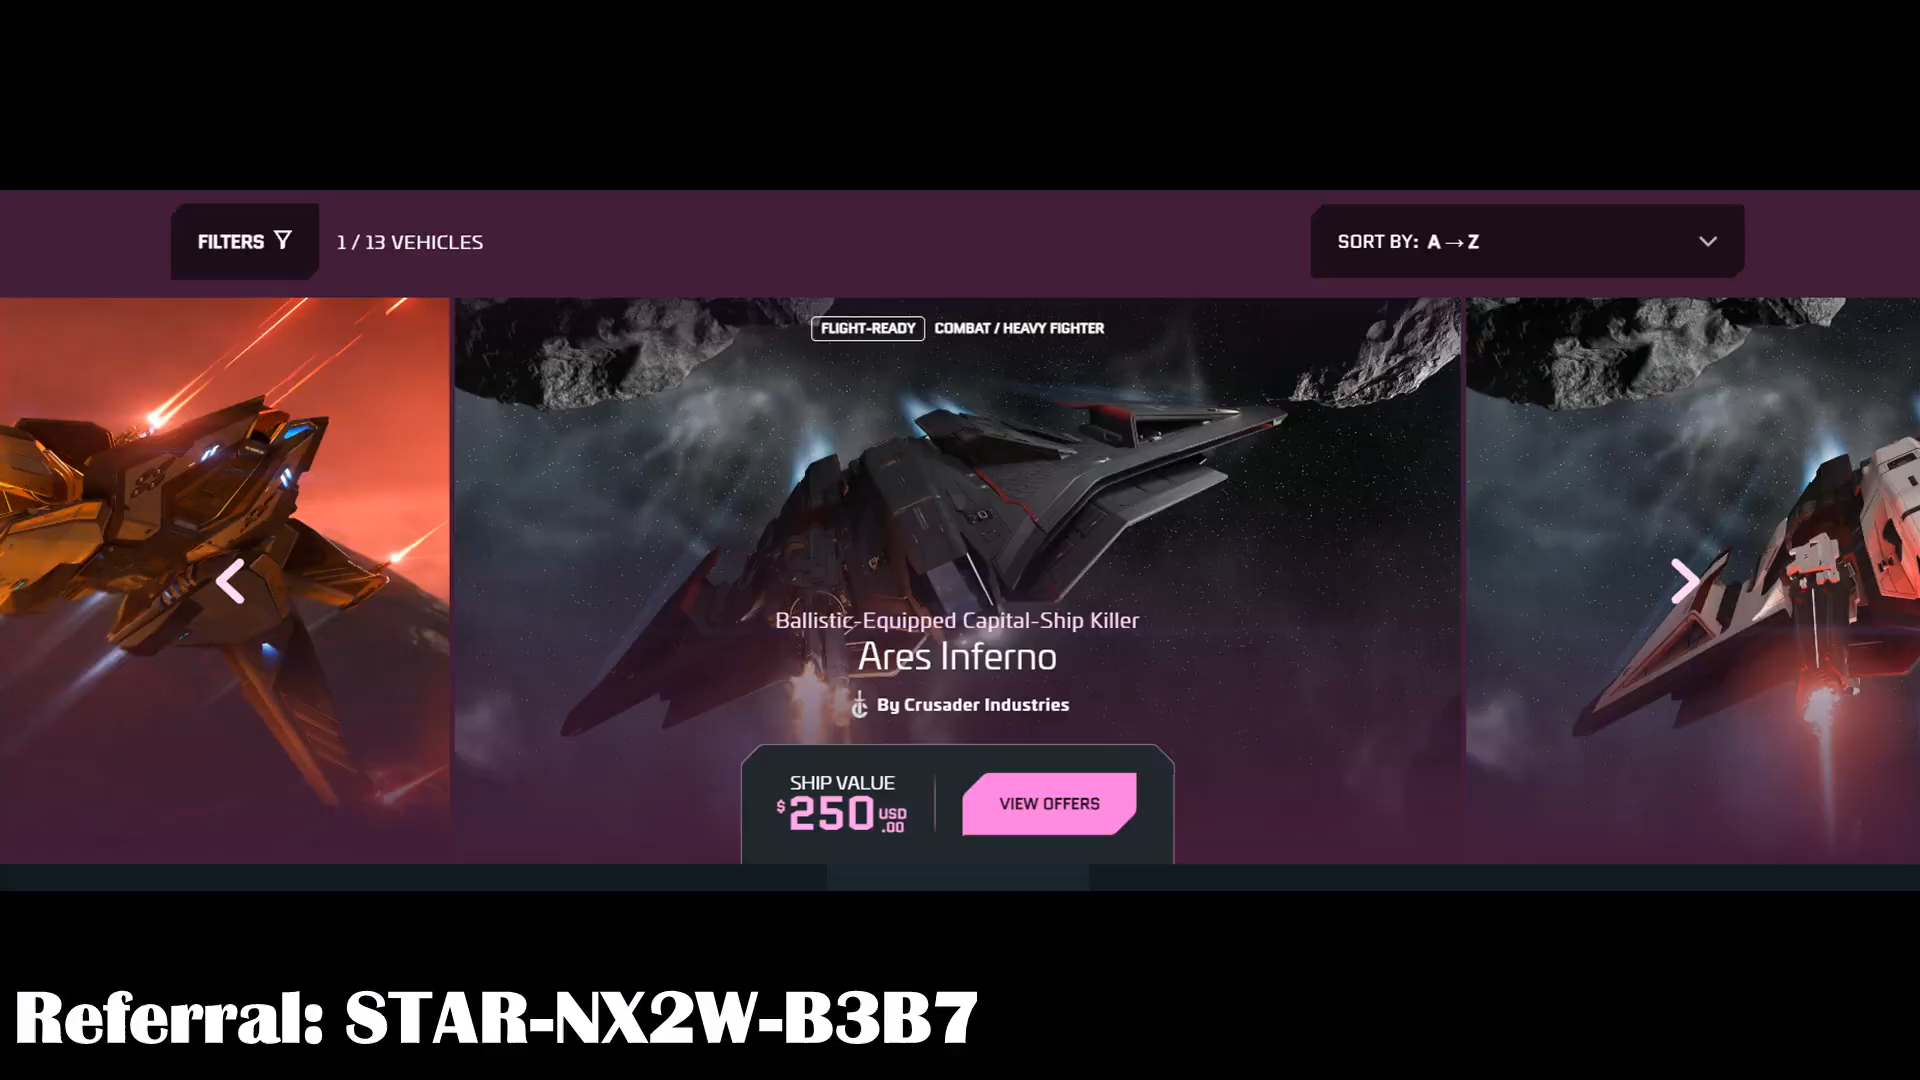 FILTERS
1 / 13 VEHICLES
SORT BY: A→Z
FLIGHT-READY COMBAT / HEAVY FIGHTER
Ballistic-Equipped Capital-Ship Killer
Ares Inferno
By Crusader Industries
SHIP VALUE
$250 USD .00
VIEW OFFERS
Referral: STAR-NX2W-B3B7